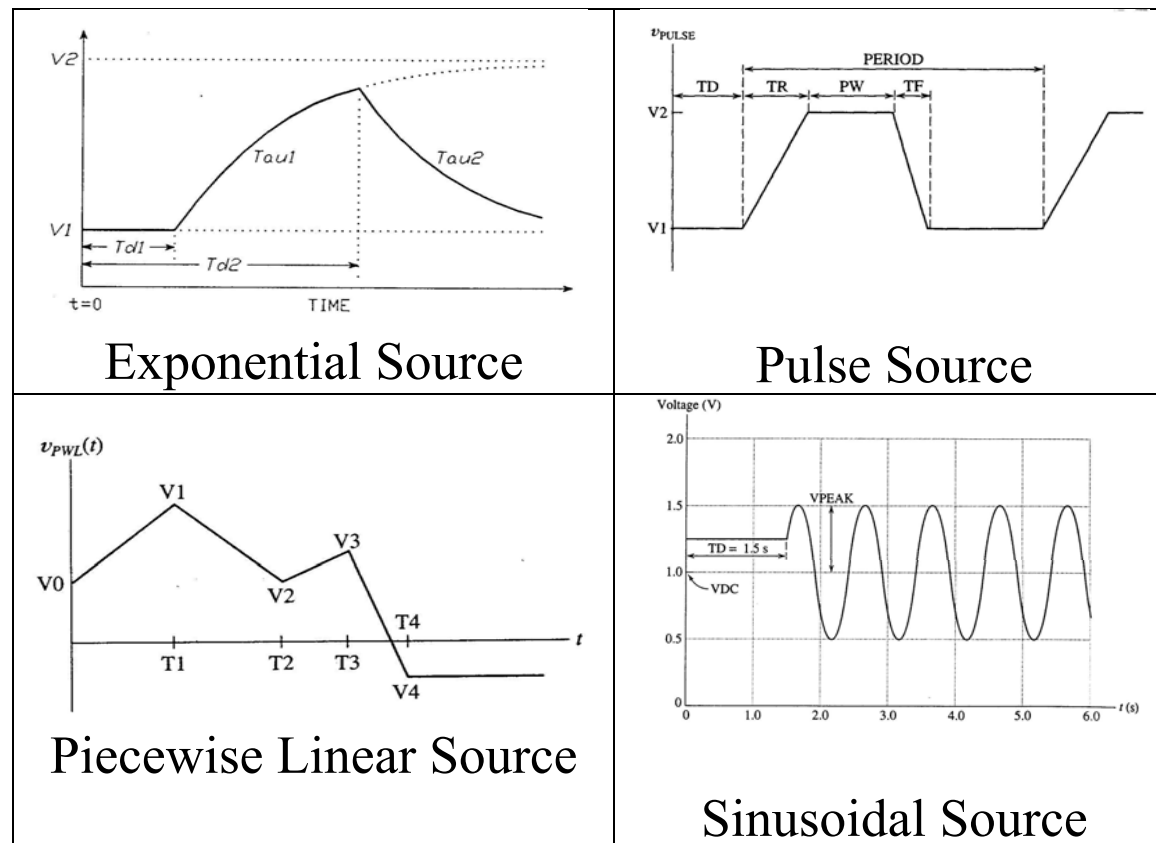 V2
Tau1
Tau2
V1
Td1
Td2
t=0
TIME
Exponential Source
vPULSE
PERIOD
TD TR PW TF
V2
V1
Pulse Source
vPWL(t)
V1
V3
V0
V2
T4
t
T1 T2 T3
V4
Piecewise Linear Source
Voltage (V)
2.0
VPEAK
1.5
TD = 1.5 s
1.0
VDC
0.5
0
0 1.0 2.0 3.0 4.0 5.0 6.0
t (s)
Sinusoidal Source